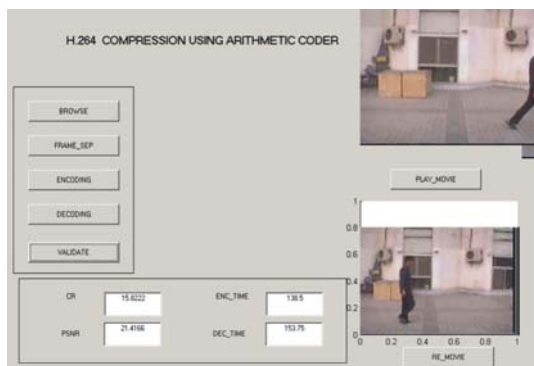 H.264 COMPRESSION USING ARITHMETIC CODER
BROWSE
FRAME_SEP
ENCODING
DECODING
VALIDATE
PLAY_MOVIE
1
0.8
0.6
0.4
0.2
0
0 0.2 0.4 0.6 0.8 1
CR 15.8222 ENC_TIME 138.5
PSNR 21.4166 DEC_TIME 153.75
RE_MOVIE